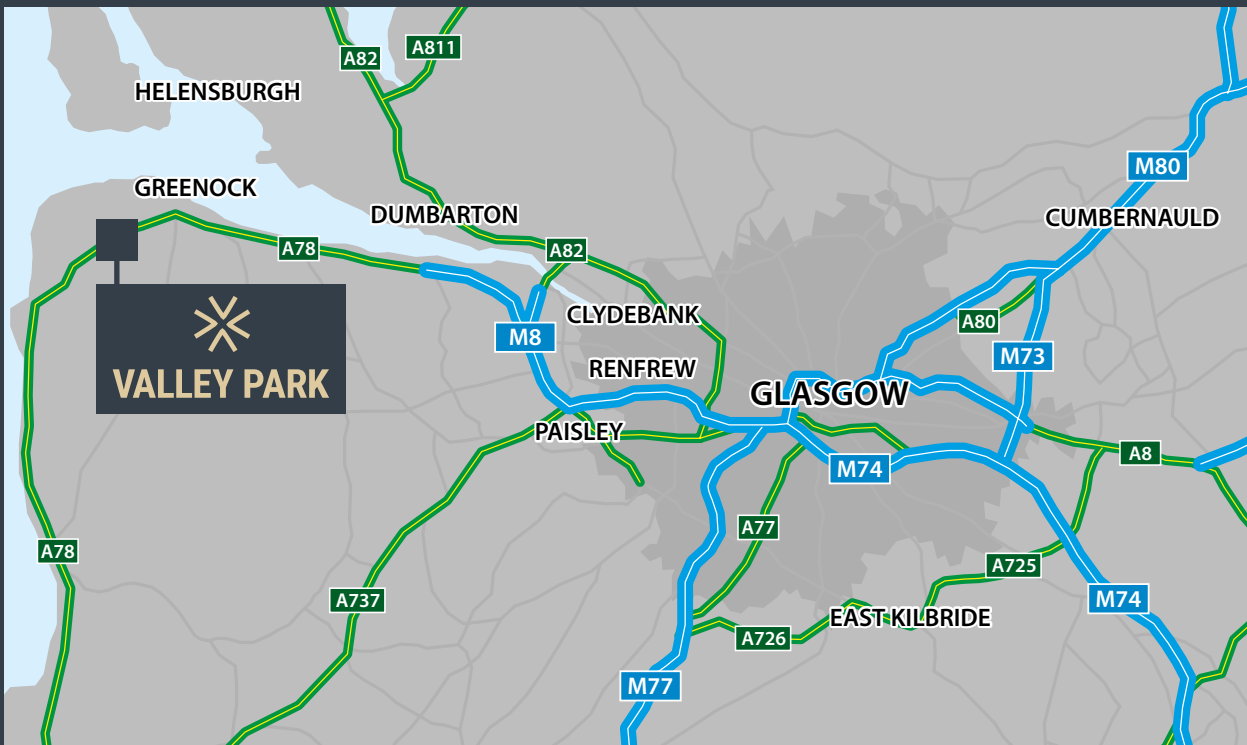 A811
A82
HELENSBURGH
M80
GREENOCK
DUMBARTON
CUMBERNAULD
A78
A82
CLYDEBANK
A80
M8
M73
RENFREW
VALLEY PARK
GLASGOW
PAISLEY
A8
M74
A77
A78
A725
A737
M74
EAST KILBRIDE
A726
M77